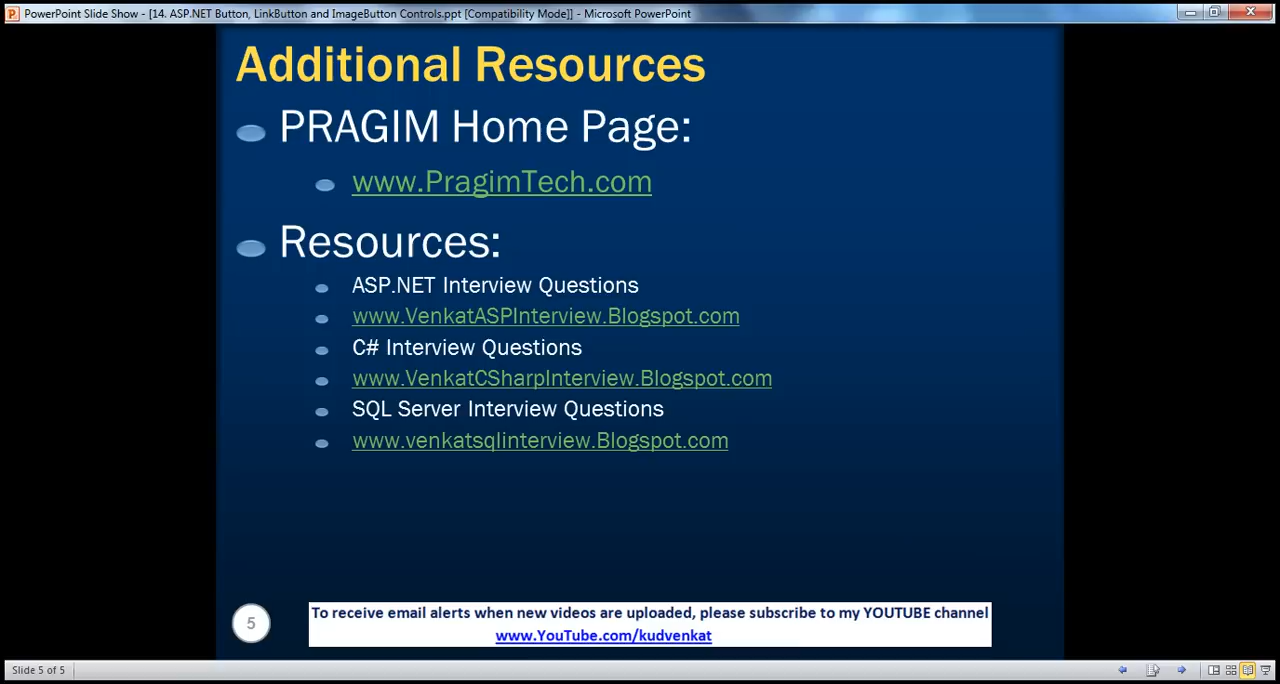 PowerPoint Slide Show - [14. ASP.NET Button, LinkButton and ImageButton Controls.ppt [Compatibility Mode]] - Microsoft PowerPoint
Additional Resources
PRAGIM Home Page:
www.PragimTech.com
Resources:
ASP.NET Interview Questions
www.VenkatASPInterview.Blogspot.com
C# Interview Questions
www.VenkatCSharpInterview.Blogspot.com
SQL Server Interview Questions
www.venkatsqlinterview.Blogspot.com
5
To receive email alerts when new videos are uploaded, please subscribe to my YOUTUBE channel
www.YouTube.com/kudvenkat
Slide 5 of 5